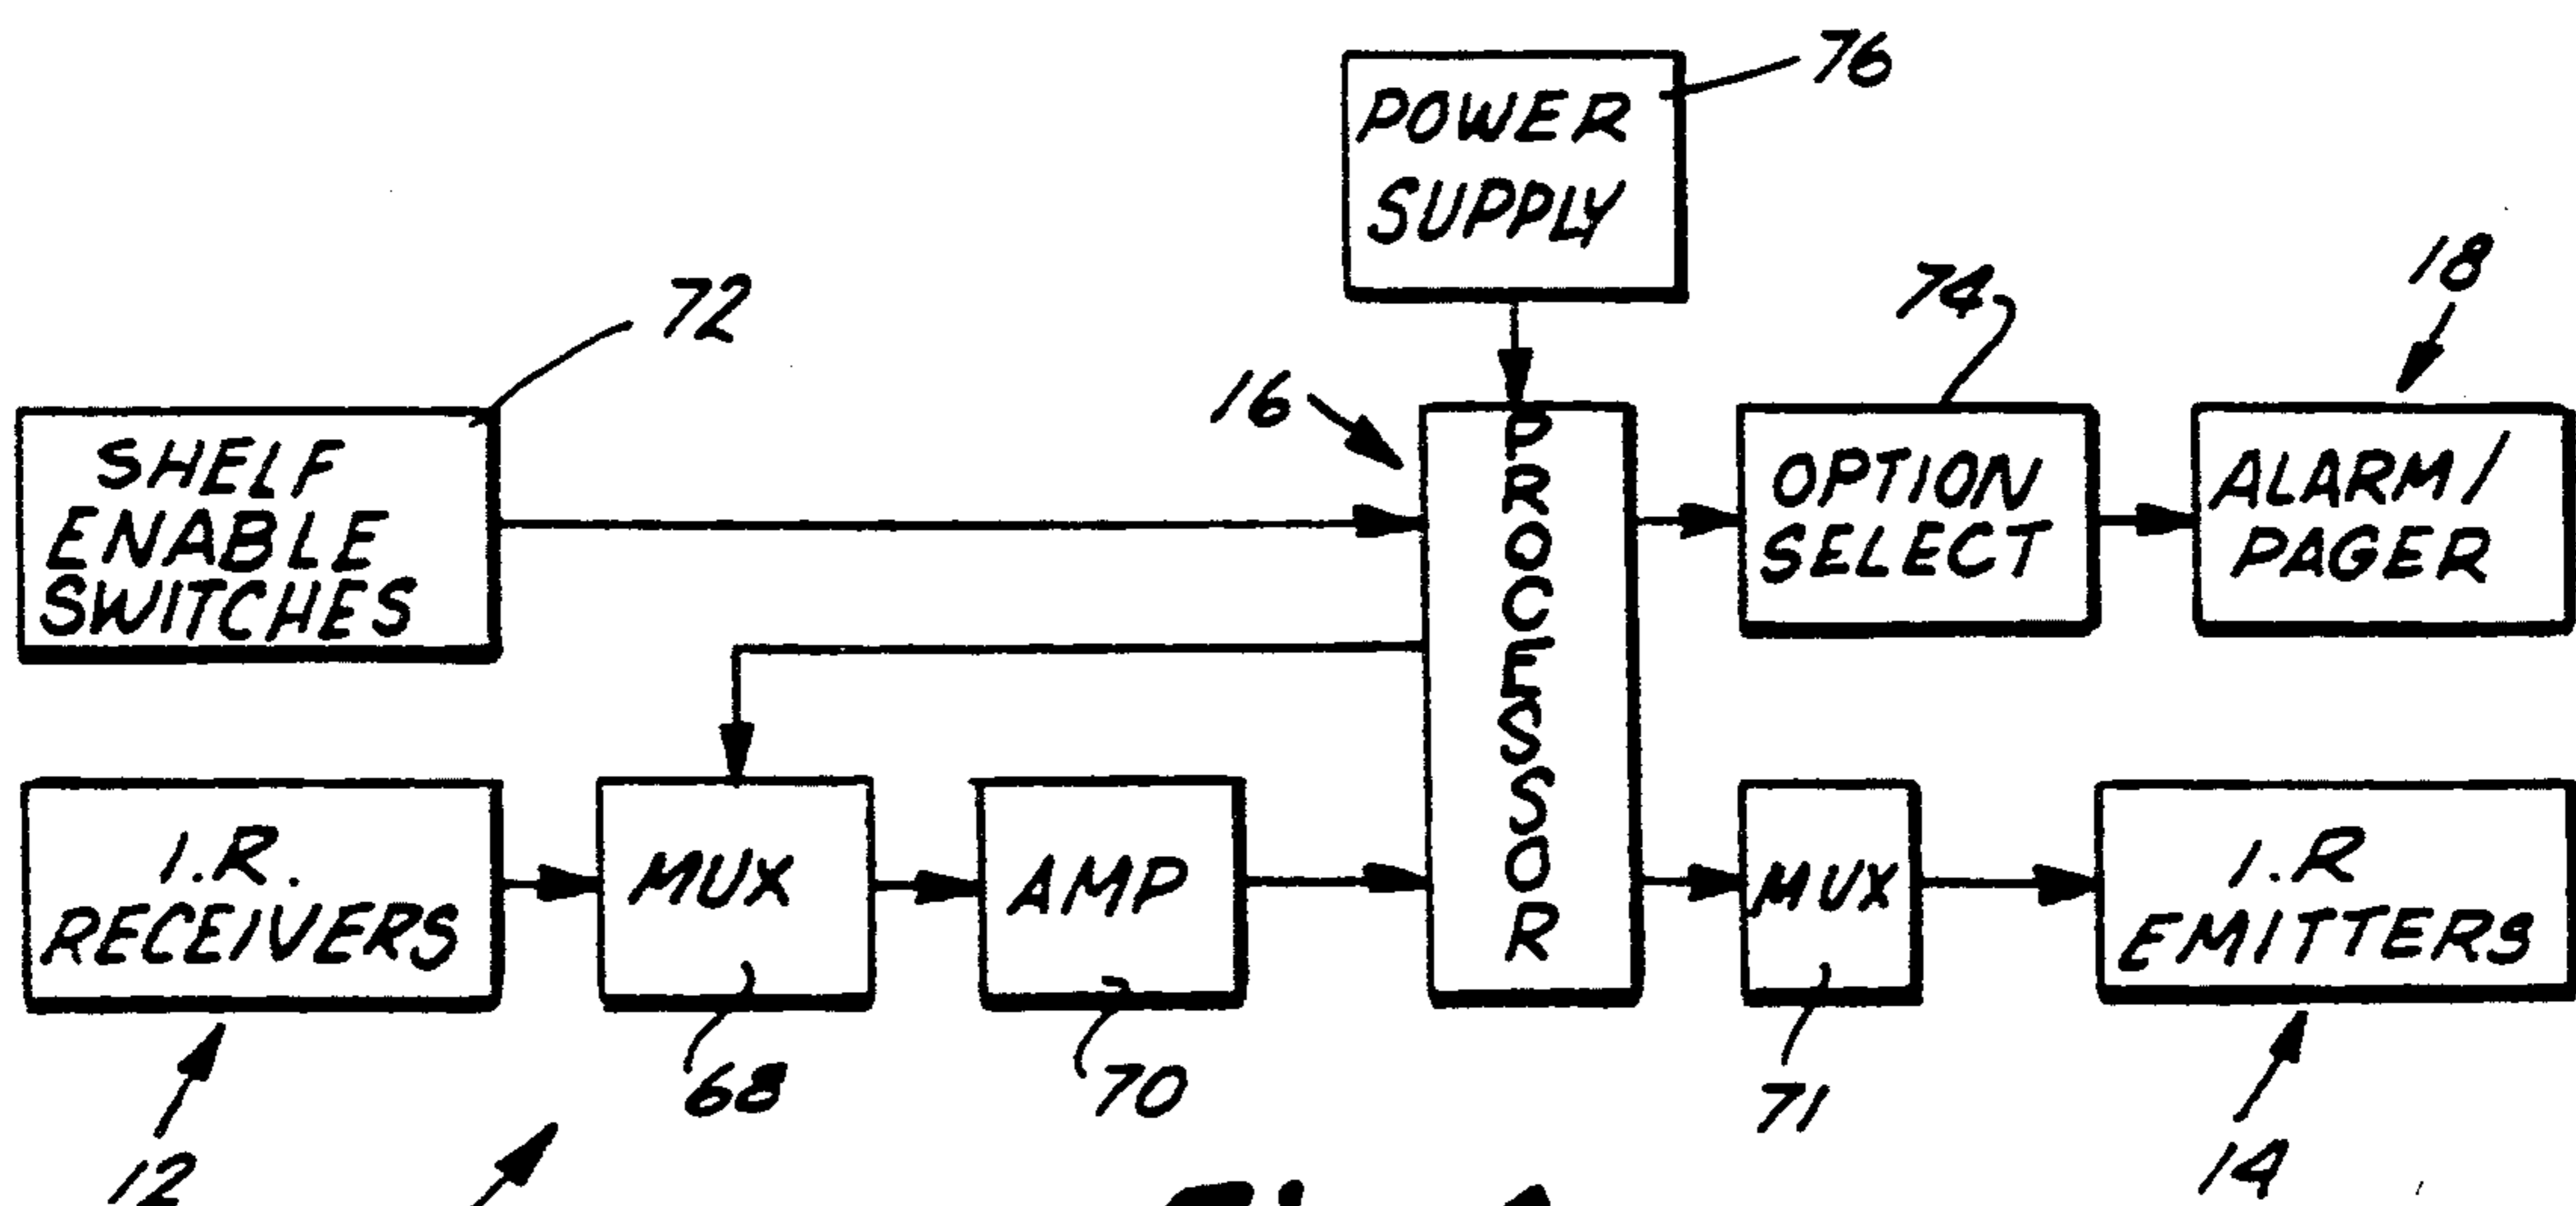 76
POWER
SUPPLY
72
74
18
16
SHELF
ENABLE
SWITCHES
PROCESSOR
OPTION
SELECT
ALARM/
PAGER
I.R.
RECEIVERS
MUX
AMP
MUX
I.R
EMITTERS
68
70
71
12
14